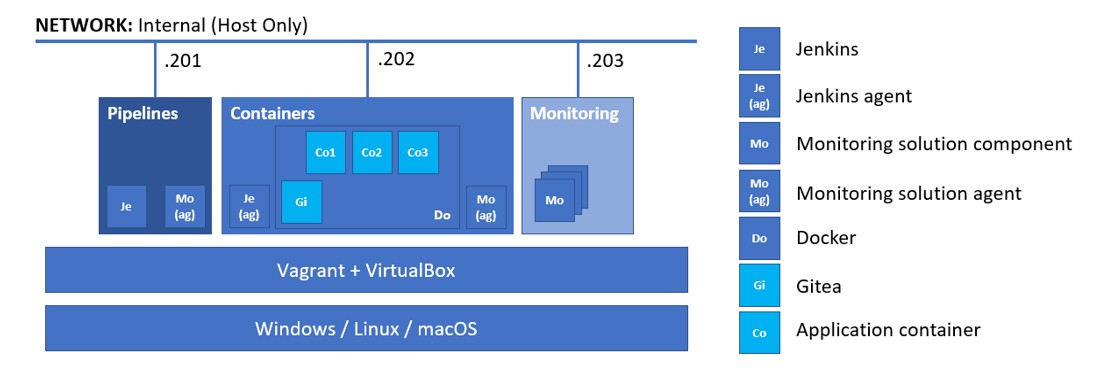 NETWORK: Internal (Host Only)
.201
.202
.203
Pipelines
Je
Mo
(ag)
Containers
Co1
Co2
Co3
Je
(ag)
Gi
Do
Mo
(ag)
Monitoring
Mo
Vagrant + VirtualBox
Windows / Linux / macOS
Je
Jenkins
Je
(ag)
Jenkins agent
Mo
Monitoring solution component
Mo
(ag)
Monitoring solution agent
Do
Docker
Gi
Gitea
Co
Application container